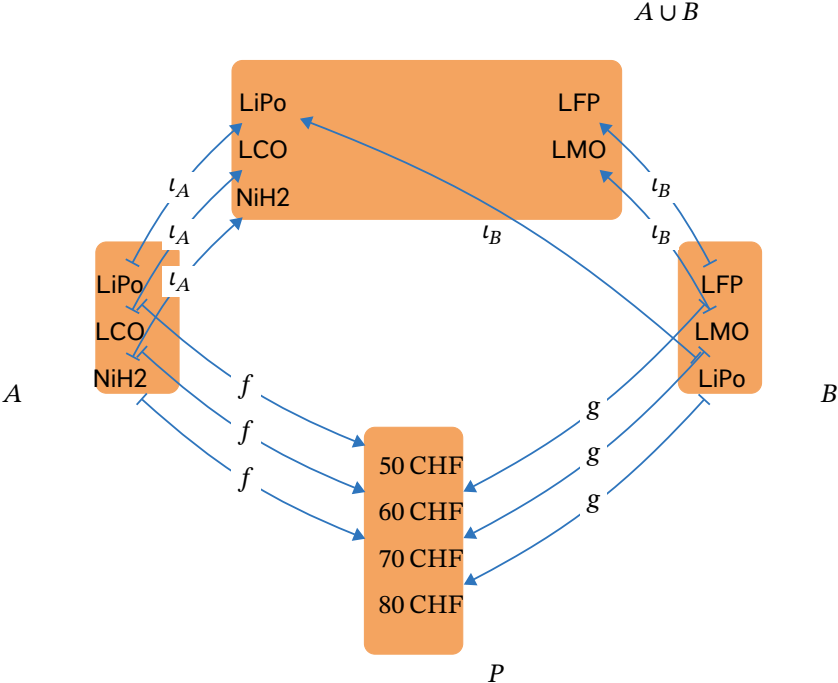 A ∪ B
LiPo LFP
LCO LMO
NiH2
ι_A ι_B
ι_A ι_B ι_B
ι_A
LiPo LFP
LCO LMO
NiH2 LiPo
A B
f g
f g
f g
50 CHF
60 CHF
70 CHF
80 CHF
P